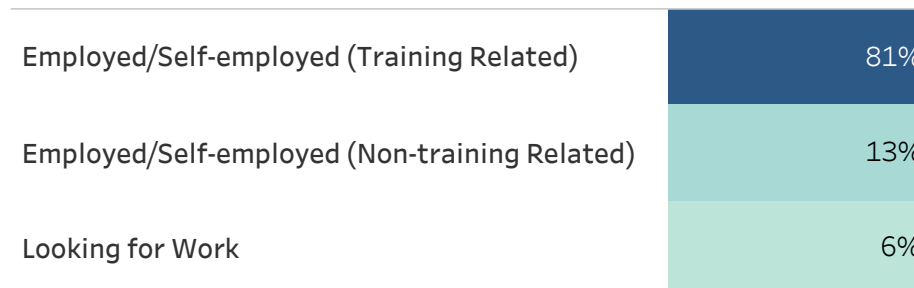 Employed/Self-employed (Training Related) 81%
Employed/Self-employed (Non-training Related) 13%
Looking for Work 6%